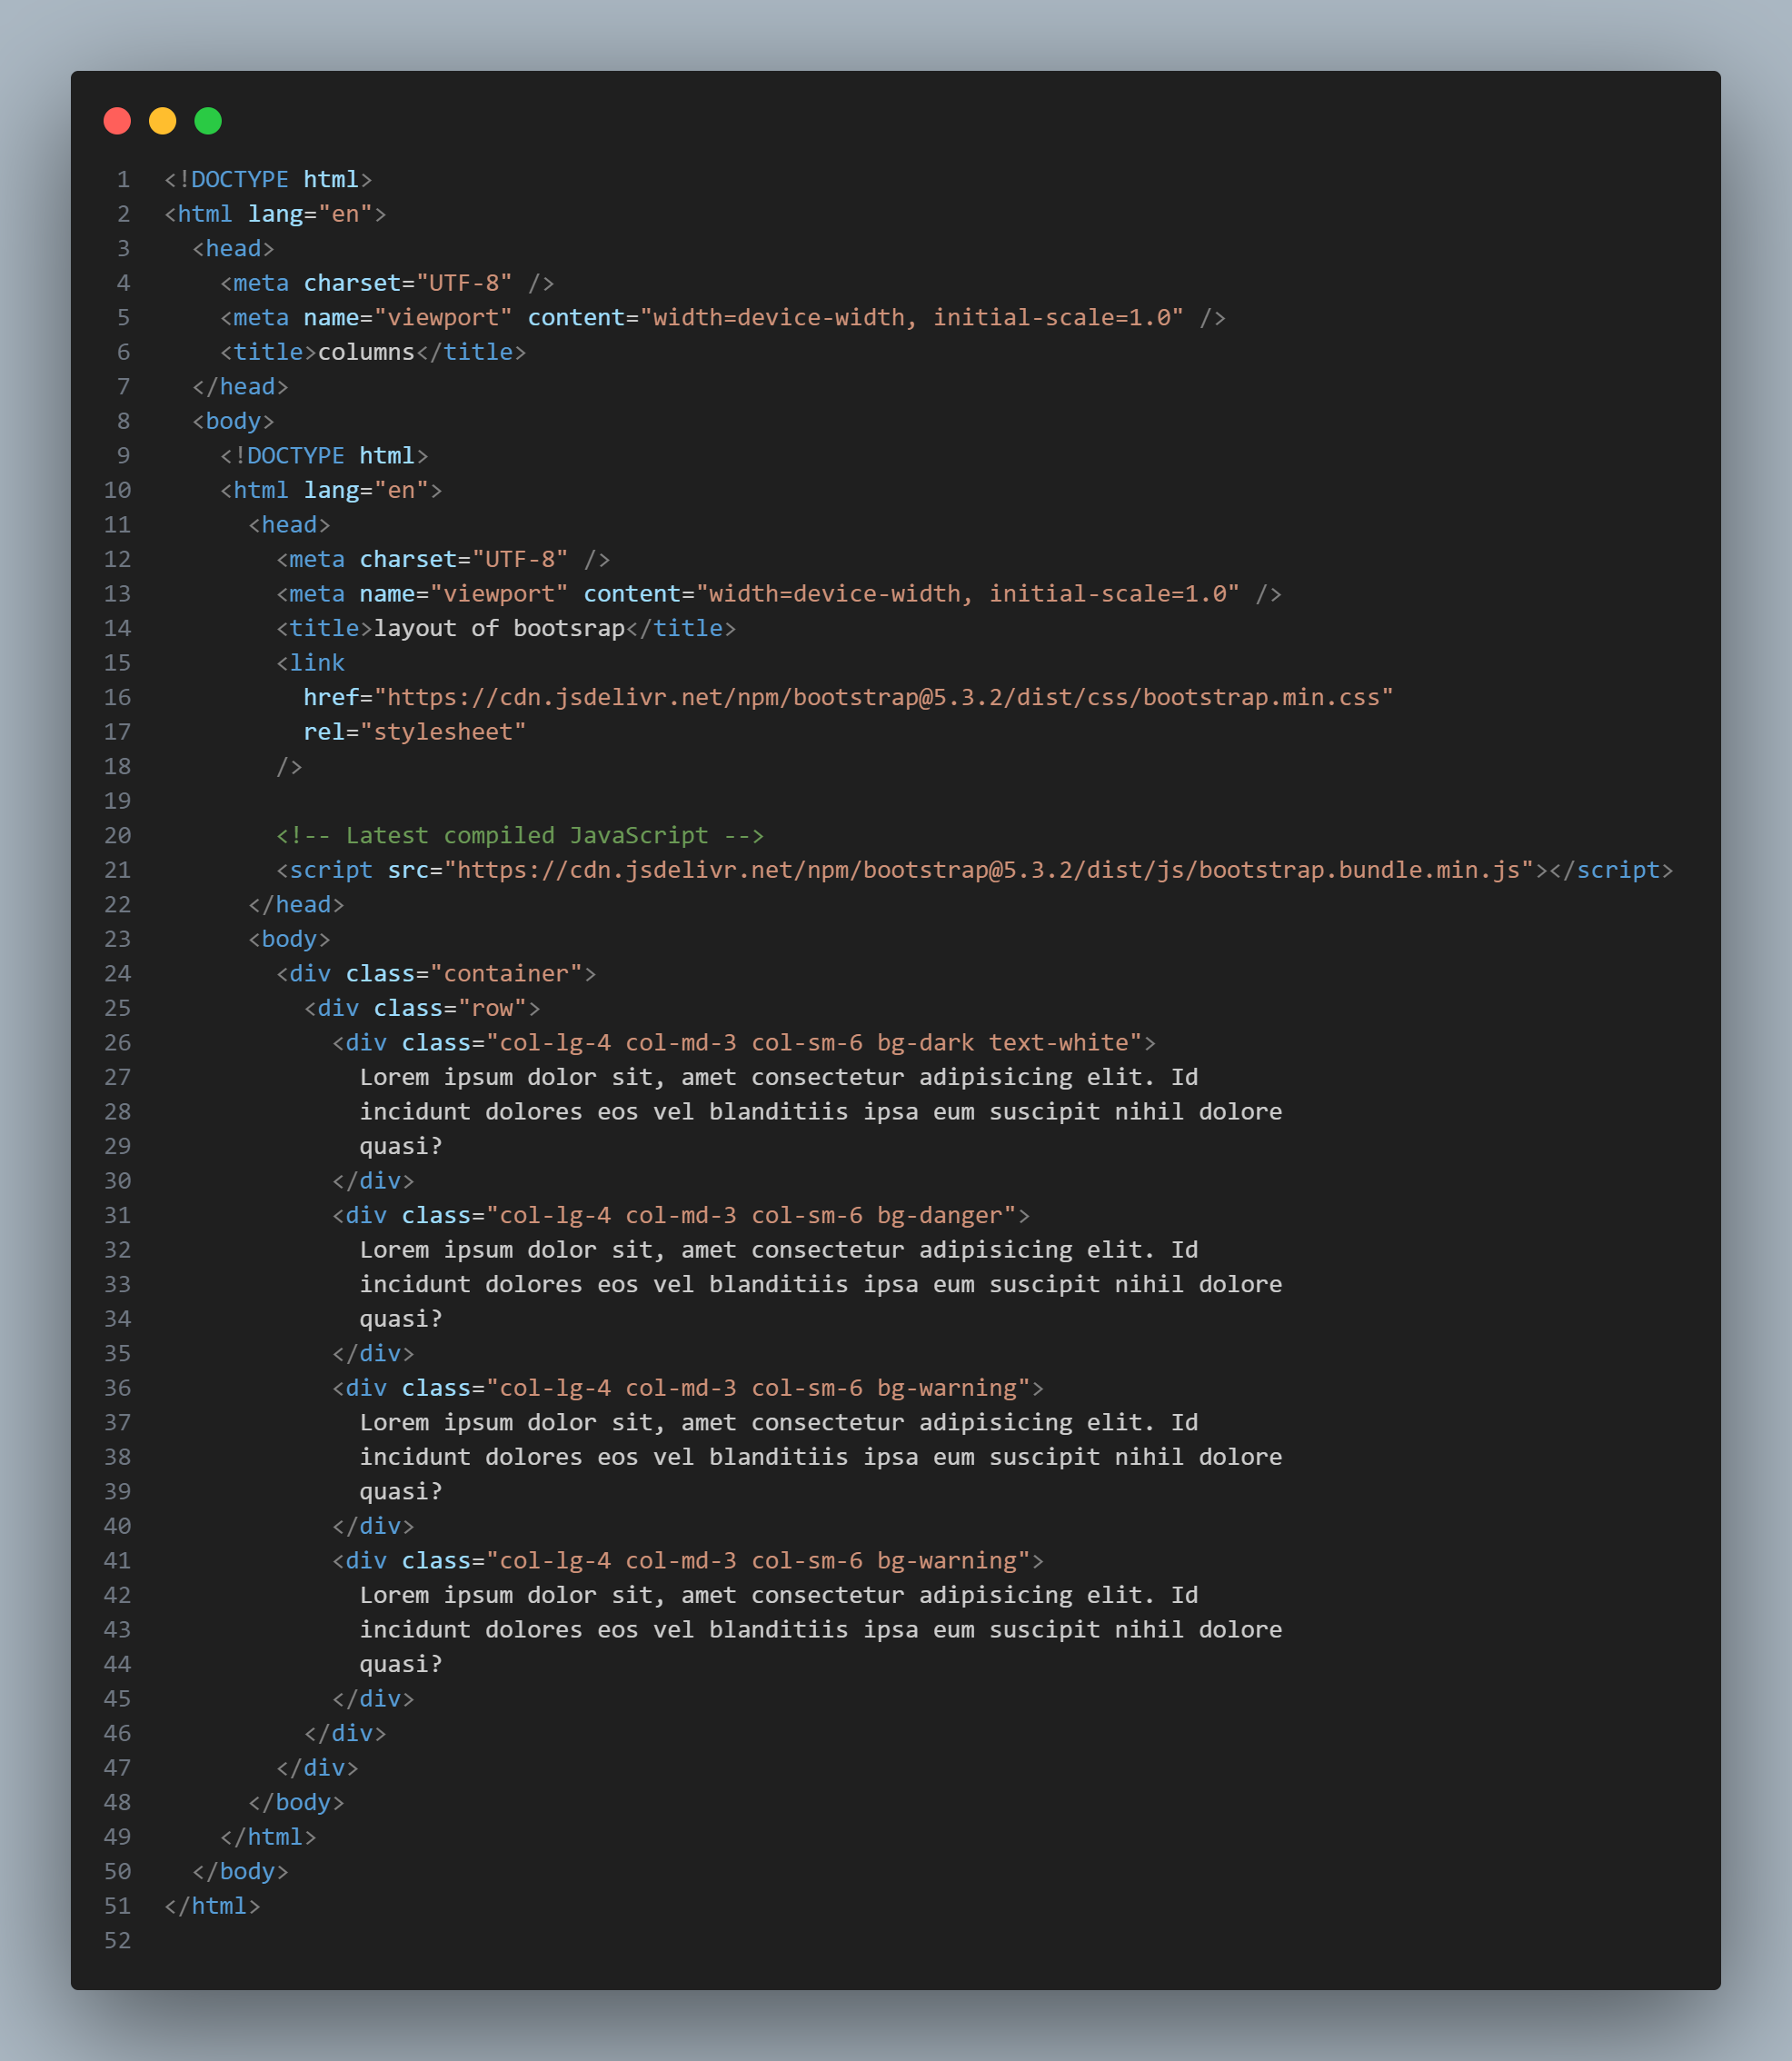 1 <!DOCTYPE html>
2 <html lang="en">
3   <head>
4     <meta charset="UTF-8" />
5     <meta name="viewport" content="width=device-width, initial-scale=1.0" />
6     <title>columns</title>
7   </head>
8   <body>
9     <!DOCTYPE html>
10     <html lang="en">
11       <head>
12         <meta charset="UTF-8" />
13         <meta name="viewport" content="width=device-width, initial-scale=1.0" />
14         <title>layout of bootsrap</title>
15         <link
16           href="https://cdn.jsdelivr.net/npm/bootstrap@5.3.2/dist/css/bootstrap.min.css"
17           rel="stylesheet"
18         />
19
20         <!-- Latest compiled JavaScript -->
21         <script src="https://cdn.jsdelivr.net/npm/bootstrap@5.3.2/dist/js/bootstrap.bundle.min.js"></script>
22       </head>
23       <body>
24         <div class="container">
25           <div class="row">
26             <div class="col-lg-4 col-md-3 col-sm-6 bg-dark text-white">
27               Lorem ipsum dolor sit, amet consectetur adipisicing elit. Id
28               incidunt dolores eos vel blanditiis ipsa eum suscipit nihil dolore
29               quasi?
30             </div>
31             <div class="col-lg-4 col-md-3 col-sm-6 bg-danger">
32               Lorem ipsum dolor sit, amet consectetur adipisicing elit. Id
33               incidunt dolores eos vel blanditiis ipsa eum suscipit nihil dolore
34               quasi?
35             </div>
36             <div class="col-lg-4 col-md-3 col-sm-6 bg-warning">
37               Lorem ipsum dolor sit, amet consectetur adipisicing elit. Id
38               incidunt dolores eos vel blanditiis ipsa eum suscipit nihil dolore
39               quasi?
40             </div>
41             <div class="col-lg-4 col-md-3 col-sm-6 bg-warning">
42               Lorem ipsum dolor sit, amet consectetur adipisicing elit. Id
43               incidunt dolores eos vel blanditiis ipsa eum suscipit nihil dolore
44               quasi?
45             </div>
46           </div>
47         </div>
48       </body>
49     </html>
50   </body>
51 </html>
52